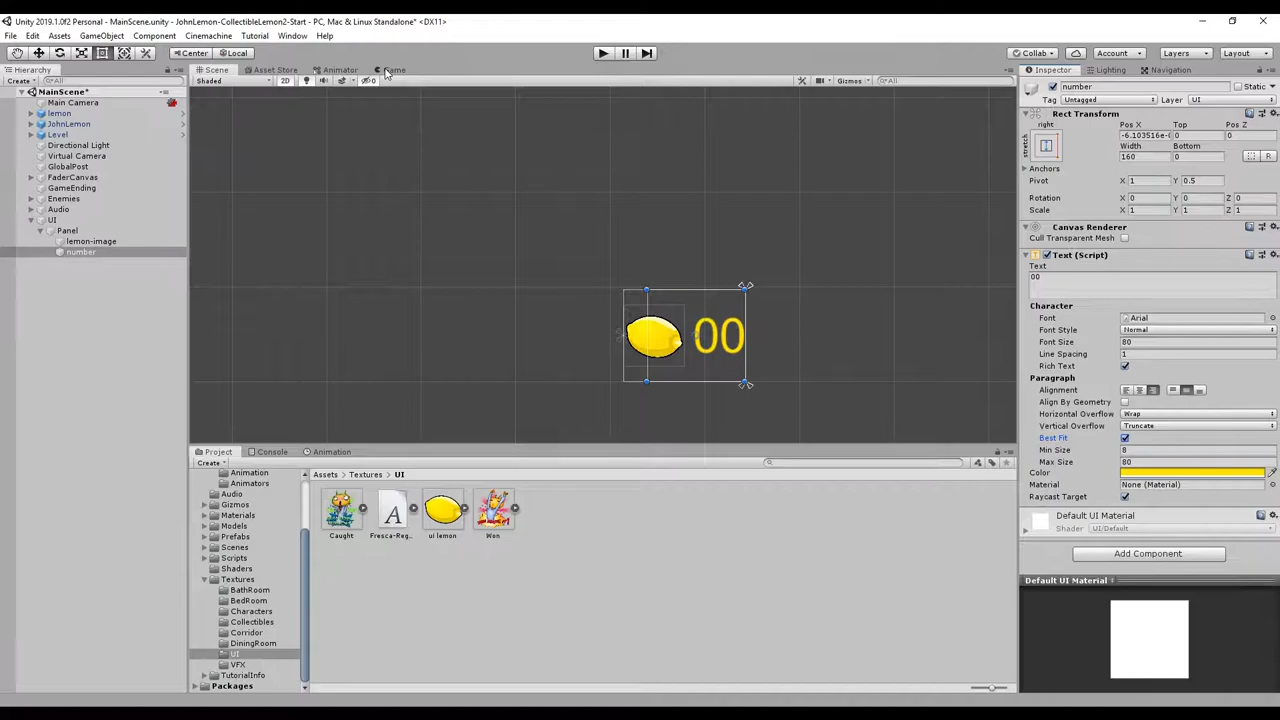 Unity 2019.1.0f2 Personal - MainScene.unity - JohnLemon-CollectibleLemon2-Start - PC, Mac & Linux Standalone* <DX11>
File Edit Assets GameObject Component Cinemachine Tutorial Window Help
Center Local Collab Account Layers Layout
Hierarchy Scene Asset Store Animator Inspector Lighting Navigation
Create All Shaded 2D 0 Gizmos All
number Static
MainScene*
Tag Untagged Layer UI
Main Camera
lemon
JohnLemon
Level
Directional Light
Virtual Camera
GlobalPost
FaderCanvas
GameEnding
Enemies
Audio
UI
Panel
lemon-image
number
00
Rect Transform
right
stretch
Pos X Top Pos Z
-6.103516e-0 0 0
Width Bottom
160 0
R
Anchors
Pivot X 1 Y 0.5
Rotation X 0 Y 0 Z 0
Scale X 1 Y 1 Z 1
Canvas Renderer
Cull Transparent Mesh
Text (Script)
Text
00
Character
Font Arial
Font Style Normal
Font Size 80
Line Spacing 1
Rich Text
Paragraph
Alignment
Align By Geometry
Horizontal Overflow Wrap
Vertical Overflow Truncate
Best Fit
Min Size 8
Max Size 80
Color
Material None (Material)
Raycast Target
Default UI Material
Shader UI/Default
Add Component
Default UI Material
Project Console Animation
Create
Assets Textures UI
Animation
Animators
Audio
Gizmos
Materials
Models
Prefabs
Scenes
Scripts
Shaders
Textures
BathRoom
BedRoom
Characters
Collectibles
Corridor
DiningRoom
UI
VFX
TutorialInfo
Packages
A
Caught Fresca-Reg... ui lemon Won